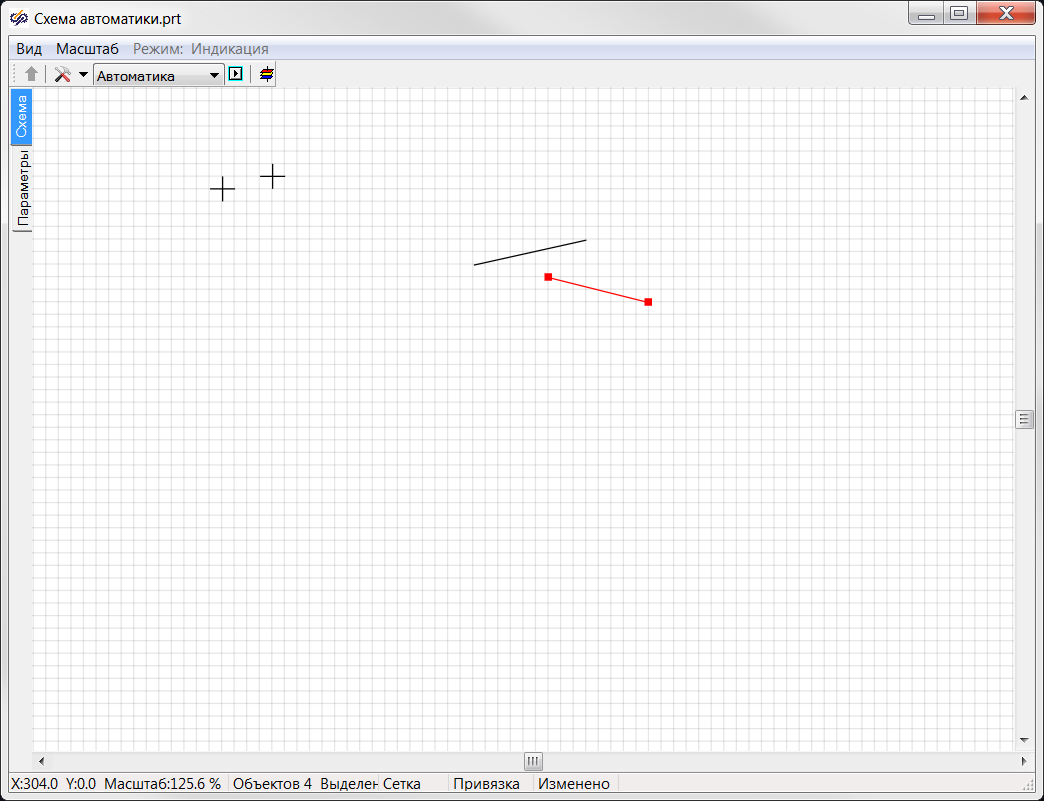 Схема автоматики.prt
Вид Масштаб Режим: Индикация
Автоматика
Схема
Параметры
X:304.0 Y:0.0 Масштаб:125.6 % Объектов 4 Выделен Сетка Привязка Изменено